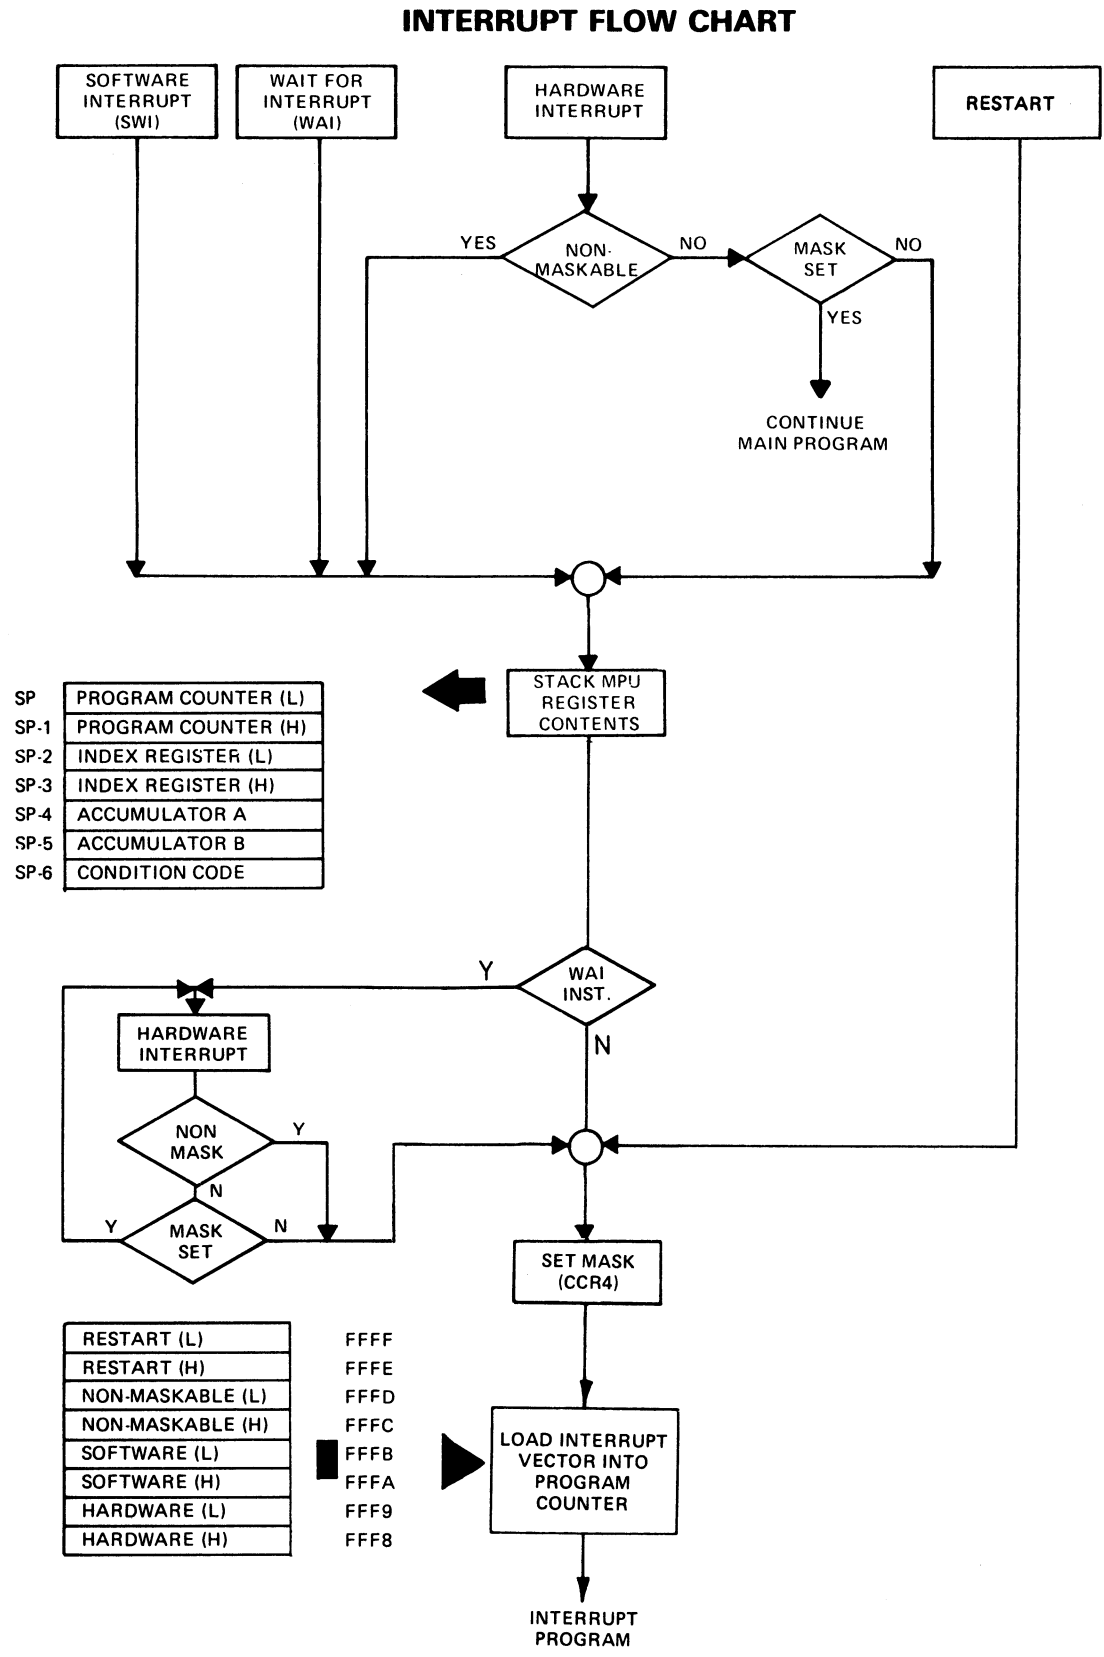 INTERRUPT FLOW CHART
SOFTWARE
INTERRUPT
(SWI)
WAIT FOR
INTERRUPT
(WAI)
HARDWARE
INTERRUPT
RESTART
YES
NON-
MASKABLE
NO
MASK
SET
NO
YES
CONTINUE
MAIN PROGRAM
STACK MPU
REGISTER
CONTENTS
SP PROGRAM COUNTER (L)
SP-1 PROGRAM COUNTER (H)
SP-2 INDEX REGISTER (L)
SP-3 INDEX REGISTER (H)
SP-4 ACCUMULATOR A
SP-5 ACCUMULATOR B
SP-6 CONDITION CODE
Y
WAI
INST.
N
HARDWARE
INTERRUPT
NON
MASK
Y
N
Y
MASK
SET
N
SET MASK
(CCR4)
RESTART (L) FFFF
RESTART (H) FFFE
NON-MASKABLE (L) FFFD
NON-MASKABLE (H) FFFC
SOFTWARE (L) FFFB
SOFTWARE (H) FFFA
HARDWARE (L) FFF9
HARDWARE (H) FFF8
LOAD INTERRUPT
VECTOR INTO
PROGRAM
COUNTER
INTERRUPT
PROGRAM